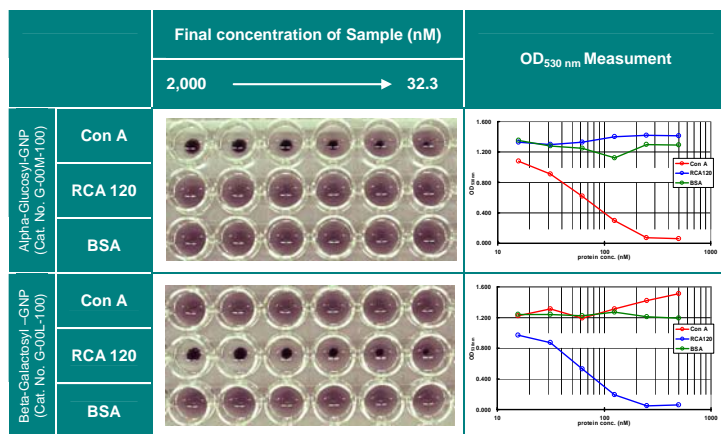 Final concentration of Sample (nM)
2,000 32.3
OD530 nm Measument
Alpha-Glucosyl-GNP
(Cat. No. G-00M-100)
Con A
RCA 120
BSA
1.600
1.200
0.800
0.400
0.000
OD530nm
10 100 1000
protein conc. (nM)
Con A
RCA120
BSA
Beta-Galactosyl –GNP
(Cat. No. G-00L-100)
Con A
RCA 120
BSA
1.600
1.200
0.800
0.400
0.000
OD530nm
10 100 1000
protein conc. (nM)
Con A
RCA120
BSA